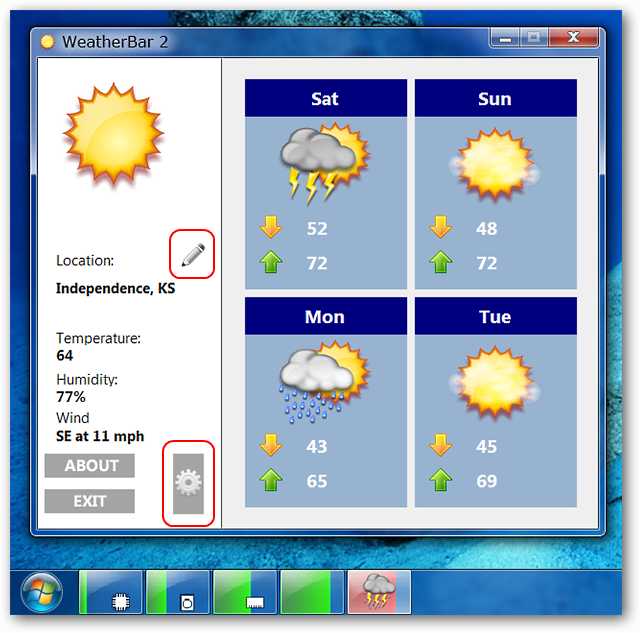 WeatherBar 2
Location:
Independence, KS
Temperature:
64
Humidity:
77%
Wind
SE at 11 mph
ABOUT
EXIT
Sat
52
72
Sun
48
72
Mon
43
65
Tue
45
69